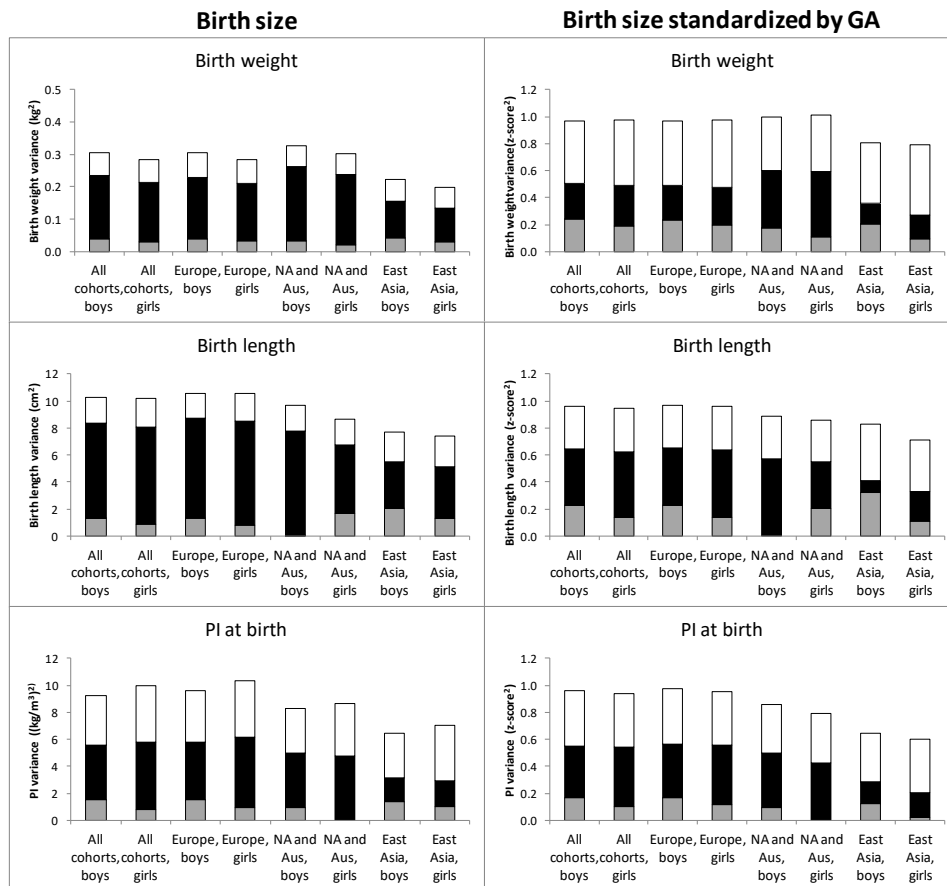 Birth size
Birth size standardized by GA
Birth weight
Birth weight variance (kg²)
0.5
0.4
0.3
0.2
0.1
0.0
All All Europe, Europe, NA and NA and East East
cohorts,cohorts, boys girls Aus, Aus, Asia, Asia,
boys girls boys girls boys girls
Birth weight
Birth weight variance (z-score²)
1.2
1.0
0.8
0.6
0.4
0.2
0.0
All All Europe, Europe, NA and NA and East East
cohorts,cohorts, boys girls Aus, Aus, Asia, Asia,
boys girls boys girls boys girls
Birth length
Birth length variance (cm²)
12
10
8
6
4
2
0
All All Europe, Europe, NA and NA and East East
cohorts,cohorts, boys girls Aus, Aus, Asia, Asia,
boys girls boys girls boys girls
Birth length
Birth length variance (z-score²)
1.2
1.0
0.8
0.6
0.4
0.2
0.0
All All Europe, Europe, NA and NA and East East
cohorts,cohorts, boys girls Aus, Aus, Asia, Asia,
boys girls boys girls boys girls
PI at birth
PI variance ((kg/m³)²)
12
10
8
6
4
2
0
All All Europe, Europe, NA and NA and East East
cohorts,cohorts, boys girls Aus, Aus, Asia, Asia,
boys girls boys girls boys girls
PI at birth
PI variance (z-score²)
1.2
1.0
0.8
0.6
0.4
0.2
0.0
All All Europe, Europe, NA and NA and East East
cohorts,cohorts, boys girls Aus, Aus, Asia, Asia,
boys girls boys girls boys girls